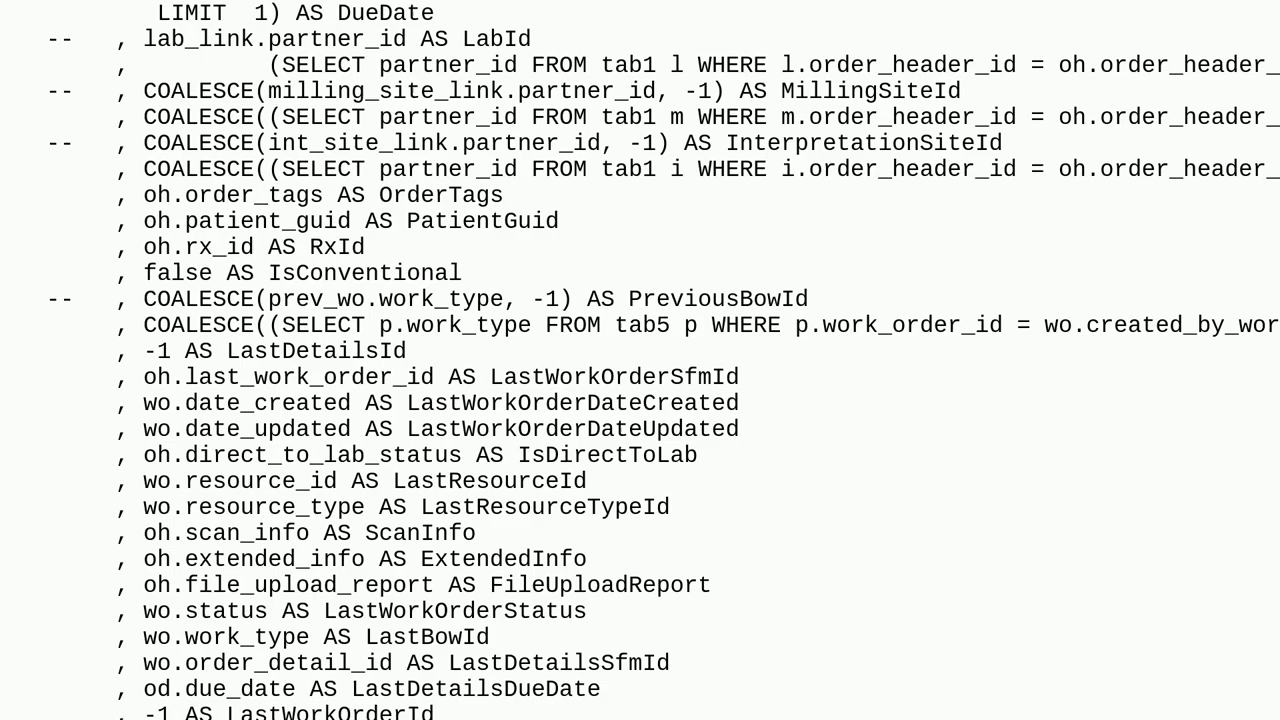 LIMIT  1) AS DueDate
--   , lab_link.partner_id AS LabId
,          (SELECT partner_id FROM tab1 l WHERE l.order_header_id = oh.order_header_
--   , COALESCE(milling_site_link.partner_id, -1) AS MillingSiteId
, COALESCE((SELECT partner_id FROM tab1 m WHERE m.order_header_id = oh.order_header_
--   , COALESCE(int_site_link.partner_id, -1) AS InterpretationSiteId
, COALESCE((SELECT partner_id FROM tab1 i WHERE i.order_header_id = oh.order_header_
, oh.order_tags AS OrderTags
, oh.patient_guid AS PatientGuid
, oh.rx_id AS RxId
, false AS IsConventional
--   , COALESCE(prev_wo.work_type, -1) AS PreviousBowId
, COALESCE((SELECT p.work_type FROM tab5 p WHERE p.work_order_id = wo.created_by_wor
, -1 AS LastDetailsId
, oh.last_work_order_id AS LastWorkOrderSfmId
, wo.date_created AS LastWorkOrderDateCreated
, wo.date_updated AS LastWorkOrderDateUpdated
, oh.direct_to_lab_status AS IsDirectToLab
, wo.resource_id AS LastResourceId
, wo.resource_type AS LastResourceTypeId
, oh.scan_info AS ScanInfo
, oh.extended_info AS ExtendedInfo
, oh.file_upload_report AS FileUploadReport
, wo.status AS LastWorkOrderStatus
, wo.work_type AS LastBowId
, wo.order_detail_id AS LastDetailsSfmId
, od.due_date AS LastDetailsDueDate
, -1 AS LastWorkOrderId